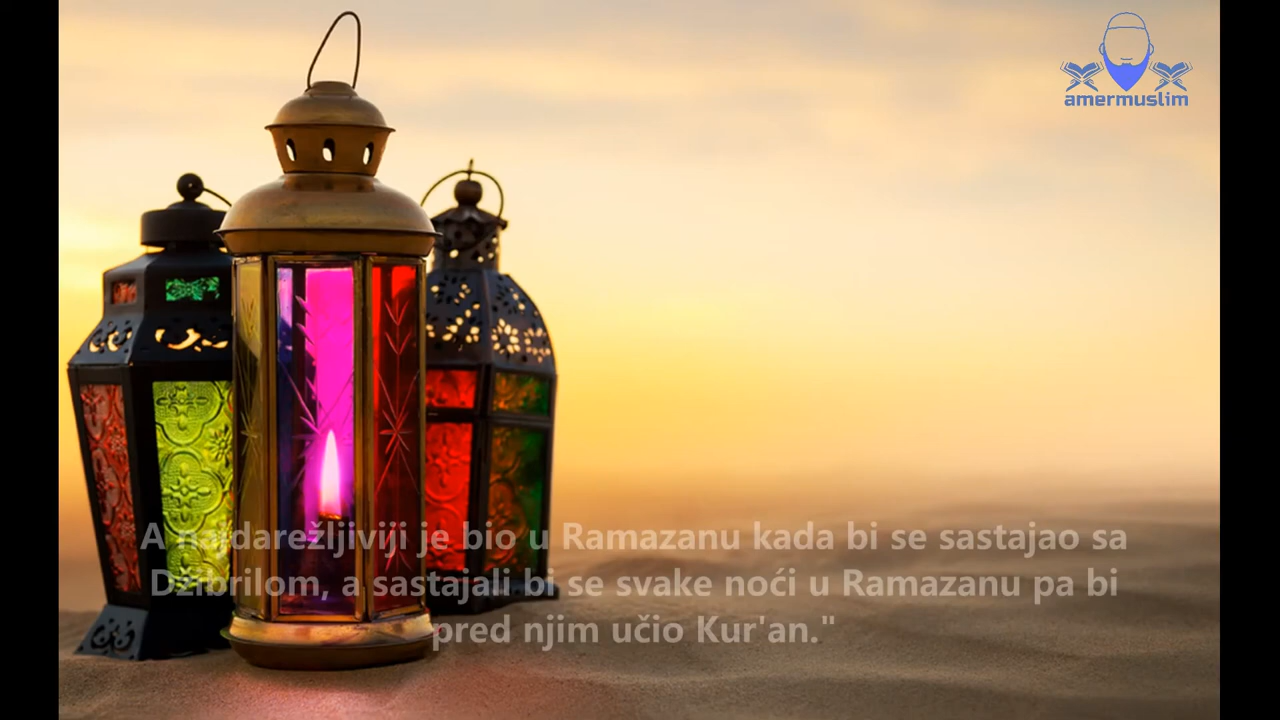 amermuslim
A najdarežljiviji je bio u Ramazanu kada bi se sastajao sa
Džibrilom, a sastajali bi se svake noći u Ramazanu pa bi
pred njim učio Kur'an."